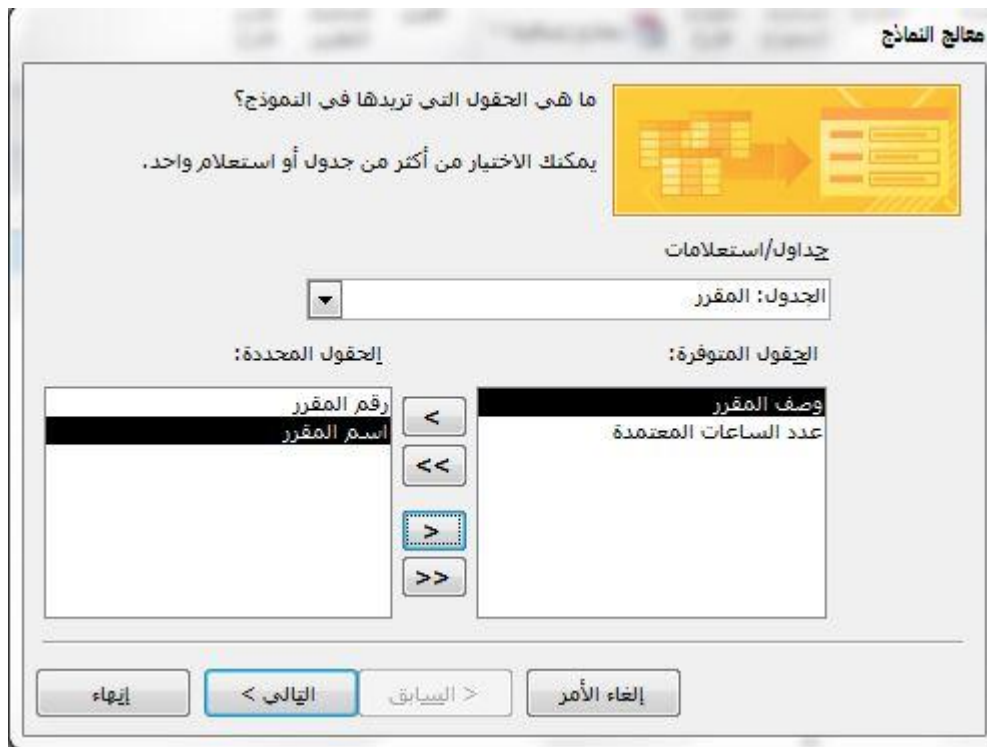 معالج النماذج
ما هي الحقول التي تريدها في النموذج؟
يمكنك الاختيار من أكثر من جدول أو استعلام واحد.
جداول/استعلامات
الجدول: المقرر
الحقول المتوفرة:
الحقول المحددة:
وصف المقرر
عدد الساعات المعتمدة
<
<<
>
>>
رقم المقرر
اسم المقرر
إلغاء الأمر
< السابق
التالي >
إنهاء